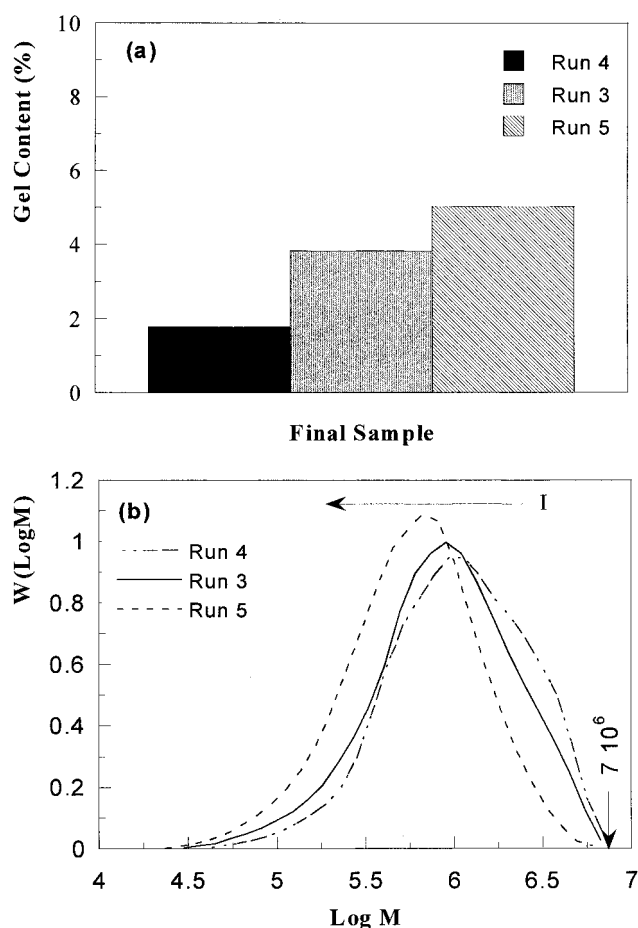 (a)
Gel Content (%)
10
8
6
4
2
0
Run 4
Run 3
Run 5
Final Sample
(b)
W(LogM)
1.2
1
0.8
0.6
0.4
0.2
0
I
Run 4
Run 3
Run 5
7 10⁶
4 4.5 5 5.5 6 6.5 7
Log M